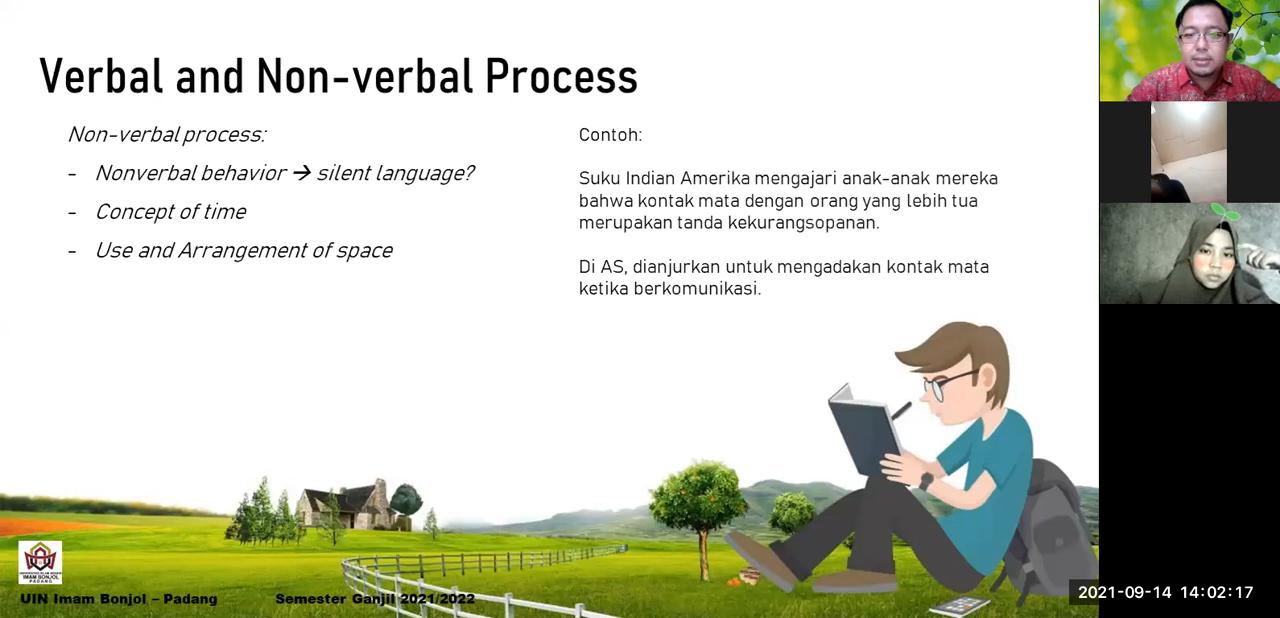 Verbal and Non-verbal Process
Non-verbal process:
- Nonverbal behavior → silent language?
- Concept of time
- Use and Arrangement of space
Contoh:
Suku Indian Amerika mengajari anak-anak mereka
bahwa kontak mata dengan orang yang lebih tua
merupakan tanda kekurangsopanan.
Di AS, dianjurkan untuk mengadakan kontak mata
ketika berkomunikasi.
IMAM BONJOL
PADANG
UIN Imam Bonjol – Padang
Semester Ganjil 2021/2022
2021-09-14 14:02:17